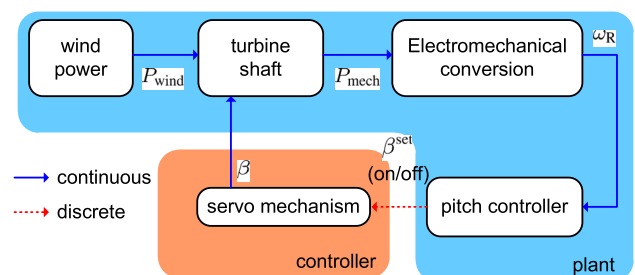 wind
power
P_wind
turbine
shaft
P_mech
Electromechanical
conversion
ω_R
β
β^set
(on/off)
continuous
discrete
servo mechanism
pitch controller
controller
plant